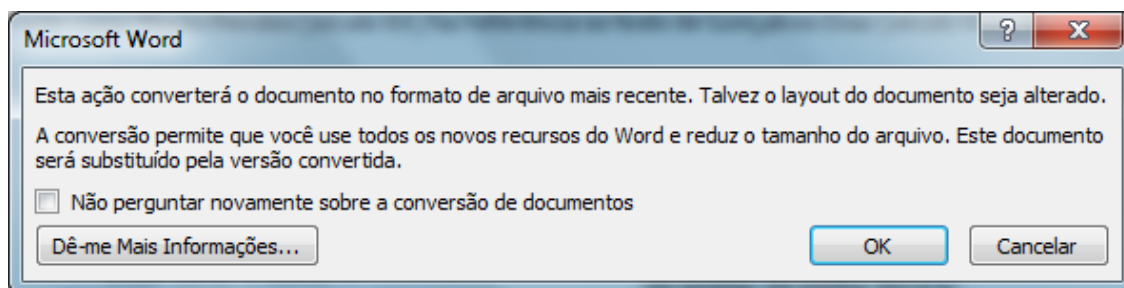 Microsoft Word
Esta ação converterá o documento no formato de arquivo mais recente. Talvez o layout do documento seja alterado.
A conversão permite que você use todos os novos recursos do Word e reduz o tamanho do arquivo. Este documento
será substituído pela versão convertida.
Não perguntar novamente sobre a conversão de documentos
Dê-me Mais Informações... OK Cancelar